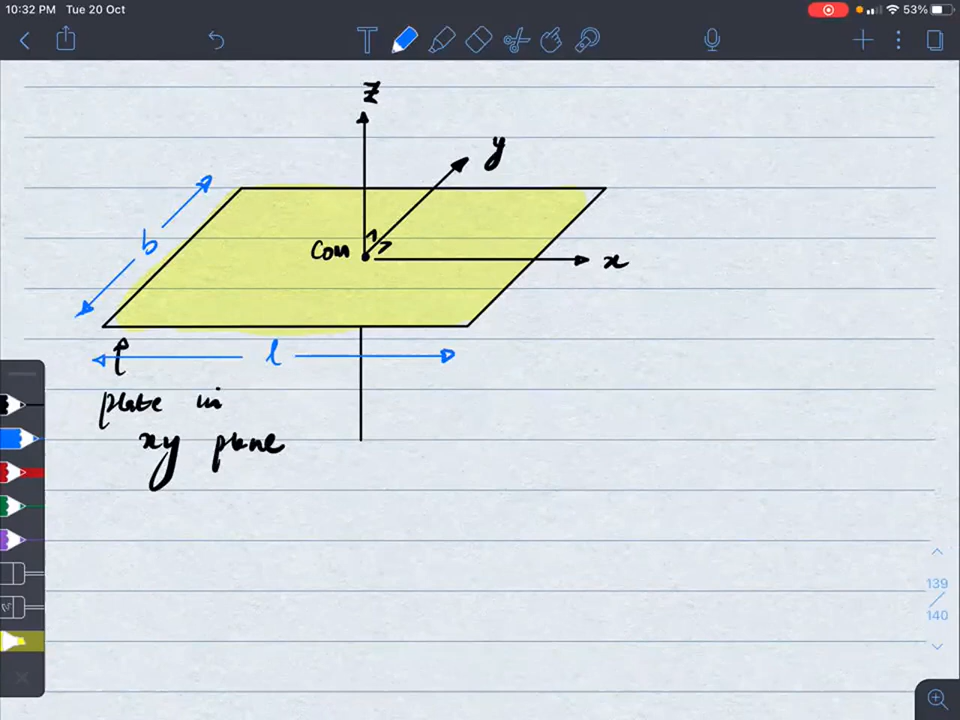 10:32 PM Tue 20 Oct
53%
T
z
y
b
Com
x
l
plate in
xy plane
139
140